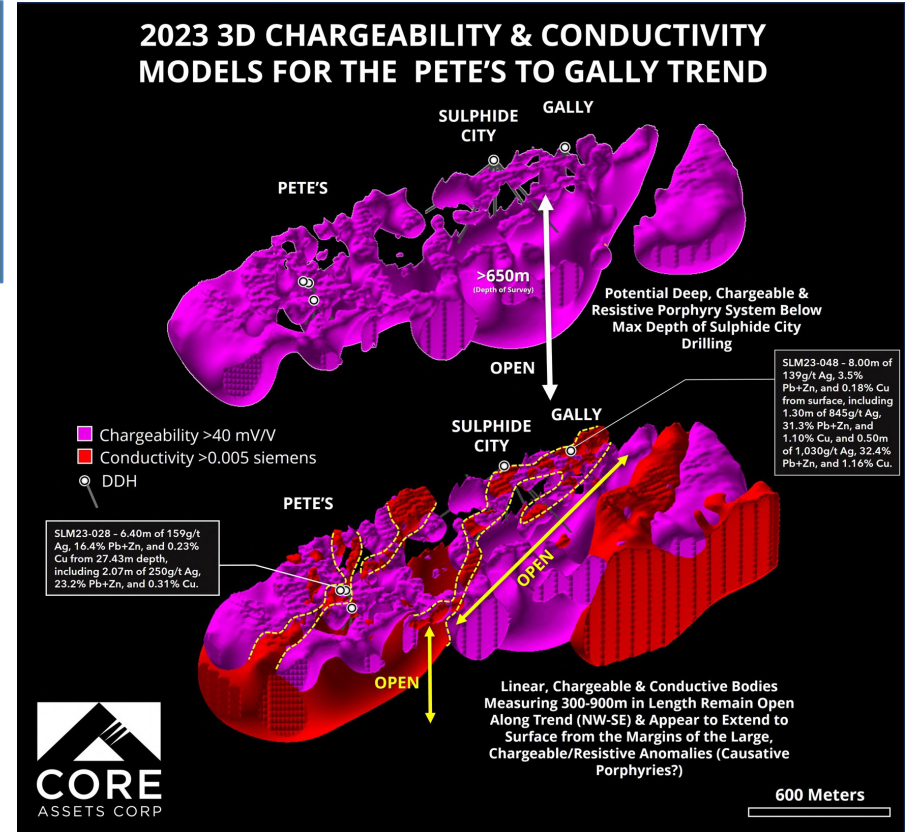 2023 3D CHARGEABILITY & CONDUCTIVITY
MODELS FOR THE PETE'S TO GALLY TREND
GALLY
SULPHIDE
CITY
PETE'S
>650m
(Depth of Survey)
Potential Deep, Chargeable &
Resistive Porphyry System Below
Max Depth of Sulphide City
Drilling
OPEN
SLM23-048 – 8.00m of
139g/t Ag, 3.5%
Pb+Zn, and 0.18% Cu
from surface, including
1.30m of 845g/t Ag,
31.3% Pb+Zn, and
1.10% Cu, and 0.50m
of 1,030g/t Ag, 32.4%
Pb+Zn, and 1.16% Cu.
GALLY
SULPHIDE
CITY
Chargeability >40 mV/V
Conductivity >0.005 siemens
DDH
PETE'S
SLM23-028 – 6.40m of 159g/t
Ag, 16.4% Pb+Zn, and 0.23%
Cu from 27.43m depth,
including 2.07m of 250g/t Ag,
23.2% Pb+Zn, and 0.31% Cu.
OPEN
OPEN
Linear, Chargeable & Conductive Bodies
Measuring 300-900m in Length Remain Open
Along Trend (NW-SE) & Appear to Extend to
Surface from the Margins of the Large,
Chargeable/Resistive Anomalies (Causative
Porphyries?)
CORE
ASSETS CORP
600 Meters